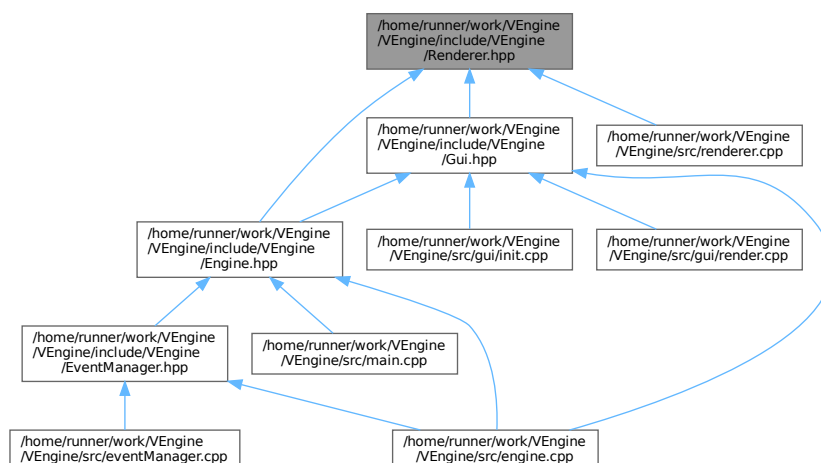 /home/runner/work/VEngine
/VEngine/include/VEngine
/Renderer.hpp
/home/runner/work/VEngine
/VEngine/include/VEngine
/Gui.hpp
/home/runner/work/VEngine
/VEngine/src/renderer.cpp
/home/runner/work/VEngine
/VEngine/include/VEngine
/Engine.hpp
/home/runner/work/VEngine
/VEngine/src/gui/init.cpp
/home/runner/work/VEngine
/VEngine/src/gui/render.cpp
/home/runner/work/VEngine
/VEngine/include/VEngine
/EventManager.hpp
/home/runner/work/VEngine
/VEngine/src/main.cpp
/home/runner/work/VEngine
/VEngine/src/eventManager.cpp
/home/runner/work/VEngine
/VEngine/src/engine.cpp